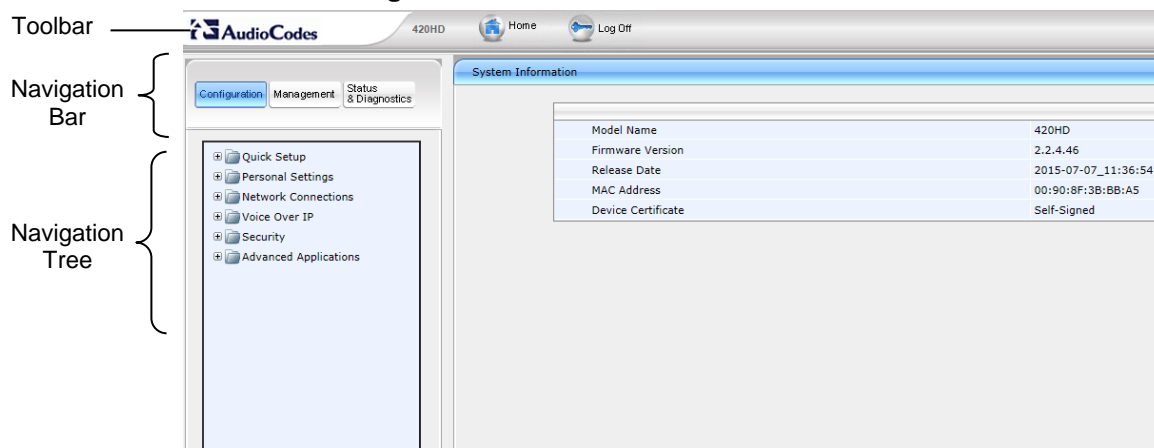 Toolbar
AudioCodes
420HD
Home
Log Off
Navigation
Bar
Configuration
Management
Status
& Diagnostics
System Information
Navigation
Tree
Quick Setup
Personal Settings
Network Connections
Voice Over IP
Security
Advanced Applications
Model Name 420HD
Firmware Version 2.2.4.46
Release Date 2015-07-07_11:36:54
MAC Address 00:90:8F:3B:BB:A5
Device Certificate Self-Signed